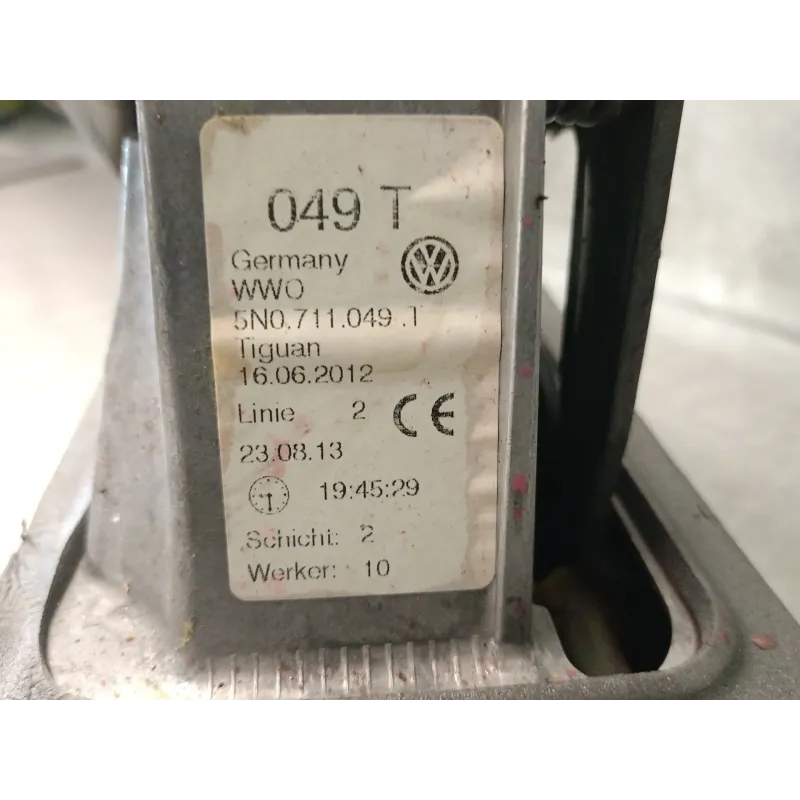 049 T
Germany
WWO
5N0.711.049 .T
Tiguan
16.06.2012
Linie 2 CE
23.08.13
19:45:29
Schicht: 2
Werker: 10